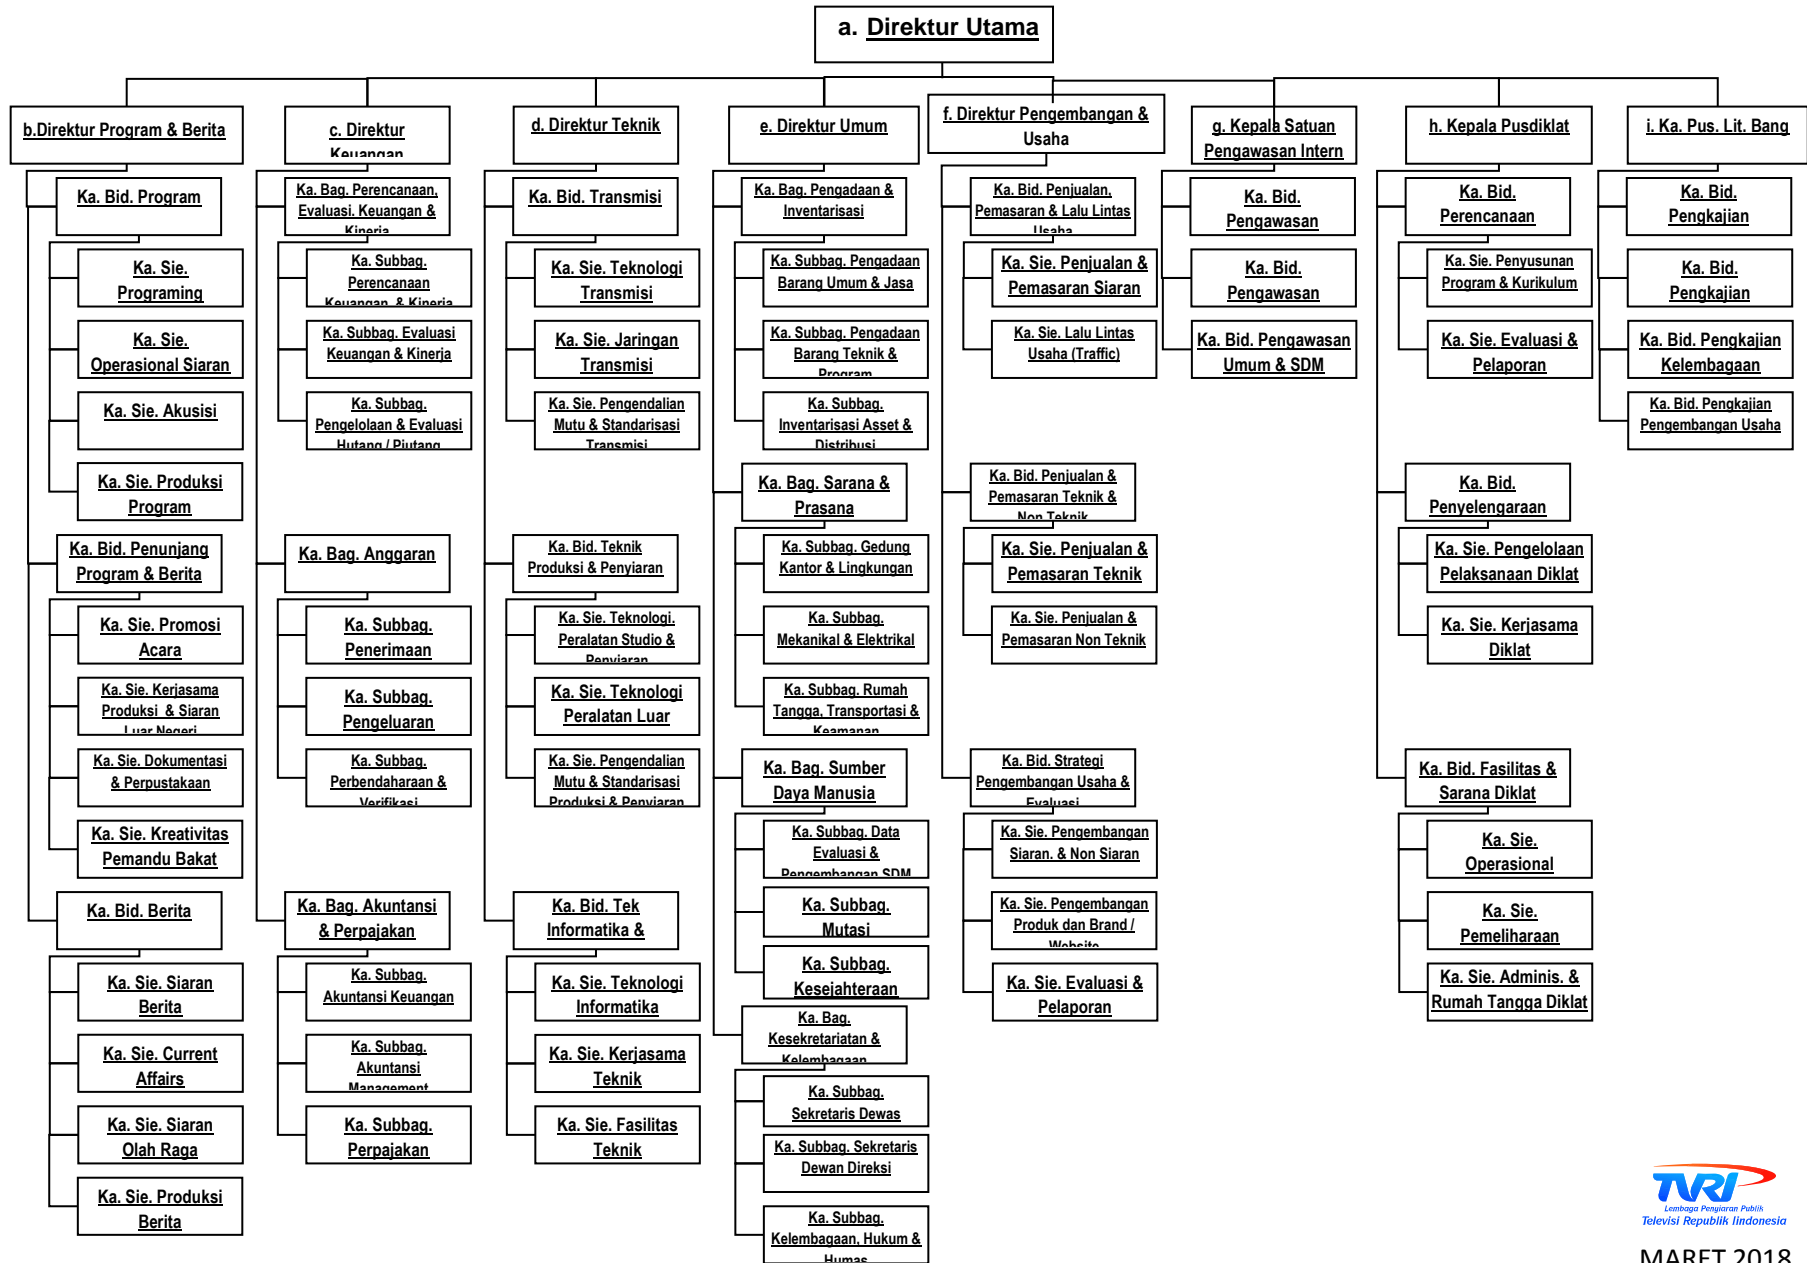 a. Direktur Utama
b.Direktur Program & Berita
Ka. Bid. Program
Ka. Sie.
Programing
Ka. Sie.
Operasional Siaran
Ka. Sie. Akusisi
Ka. Sie. Produksi
Program
Ka. Bid. Penunjang
Program & Berita
Ka. Sie. Promosi
Acara
Ka. Sie. Kerjasama
Produksi & Siaran
Luar Negeri
Ka. Sie. Dokumentasi
& Perpustakaan
Ka. Sie. Kreativitas
Pemandu Bakat
Ka. Bid. Berita
Ka. Sie. Siaran
Berita
Ka. Sie. Current
Affairs
Ka. Sie. Siaran
Olah Raga
Ka. Sie. Produksi
Berita
c. Direktur
Keuangan
Ka. Bag. Perencanaan,
Evaluasi. Keuangan &
Kinerja
Ka. Subbag.
Perencanaan
Keuangan & Kinerja
Ka. Subbag. Evaluasi
Keuangan & Kinerja
Ka. Subbag.
Pengelolaan & Evaluasi
Hutang / Piutang
Ka. Bag. Anggaran
Ka. Subbag.
Penerimaan
Ka. Subbag.
Pengeluaran
Ka. Subbag.
Perbendaharaan &
Verifikasi
Ka. Bag. Akuntansi
& Perpajakan
Ka. Subbag.
Akuntansi Keuangan
Ka. Subbag.
Akuntansi
Management
Ka. Subbag.
Perpajakan
d. Direktur Teknik
Ka. Bid. Transmisi
Ka. Sie. Teknologi
Transmisi
Ka. Sie. Jaringan
Transmisi
Ka. Sie. Pengendalian
Mutu & Standarisasi
Transmisi
Ka. Bid. Teknik
Produksi & Penyiaran
Ka. Sie. Teknologi.
Peralatan Studio &
Penyiaran
Ka. Sie. Teknologi
Peralatan Luar
Ka. Sie. Pengendalian
Mutu & Standarisasi
Produksi & Penyiaran
Ka. Bid. Tek
Informatika &
Ka. Sie. Teknologi
Informatika
Ka. Sie. Kerjasama
Teknik
Ka. Sie. Fasilitas
Teknik
e. Direktur Umum
Ka. Bag. Pengadaan &
Inventarisasi
Ka. Subbag. Pengadaan
Barang Umum & Jasa
Ka. Subbag. Pengadaan
Barang Teknik &
Program
Ka. Subbag.
Inventarisasi Asset &
Distribusi
Ka. Bag. Sarana &
Prasana
Ka. Subbag. Gedung
Kantor & Lingkungan
Ka. Subbag.
Mekanikal & Elektrikal
Ka. Subbag. Rumah
Tangga, Transportasi &
Keamanan
Ka. Bag. Sumber
Daya Manusia
Ka. Subbag. Data
Evaluasi &
Pengembangan SDM
Ka. Subbag.
Mutasi
Ka. Subbag.
Kesejahteraan
Ka. Bag.
Kesekretariatan &
Kelembagaan
Ka. Subbag.
Sekretaris Dewas
Ka. Subbag. Sekretaris
Dewan Direksi
Ka. Subbag.
Kelembagaan, Hukum &
Humas
f. Direktur Pengembangan &
Usaha
Ka. Bid. Penjualan,
Pemasaran & Lalu Lintas
Usaha
Ka. Sie. Penjualan &
Pemasaran Siaran
Ka. Sie. Lalu Lintas
Usaha (Traffic)
Ka. Bid. Penjualan &
Pemasaran Teknik &
Non Teknik
Ka. Sie. Penjualan &
Pemasaran Teknik
Ka. Sie. Penjualan &
Pemasaran Non Teknik
Ka. Bid. Strategi
Pengembangan Usaha &
Evaluasi
Ka. Sie. Pengembangan
Siaran. & Non Siaran
Ka. Sie. Pengembangan
Produk dan Brand /
Website
Ka. Sie. Evaluasi &
Pelaporan
g. Kepala Satuan
Pengawasan Intern
Ka. Bid.
Pengawasan
Ka. Bid.
Pengawasan
Ka. Bid. Pengawasan
Umum & SDM
h. Kepala Pusdiklat
Ka. Bid.
Perencanaan
Ka. Sie. Penyusunan
Program & Kurikulum
Ka. Sie. Evaluasi &
Pelaporan
Ka. Bid.
Penyelengaraan
Ka. Sie. Pengelolaan
Pelaksanaan Diklat
Ka. Sie. Kerjasama
Diklat
Ka. Bid. Fasilitas &
Sarana Diklat
Ka. Sie.
Operasional
Ka. Sie.
Pemeliharaan
Ka. Sie. Adminis. &
Rumah Tangga Diklat
i. Ka. Pus. Lit. Bang
Ka. Bid.
Pengkajian
Ka. Bid.
Pengkajian
Ka. Bid. Pengkajian
Kelembagaan
Ka. Bid. Pengkajian
Pengembangan Usaha
TVRI
Lembaga Penyiaran Publik
Televisi Republik Iindonesia
MARET 2018